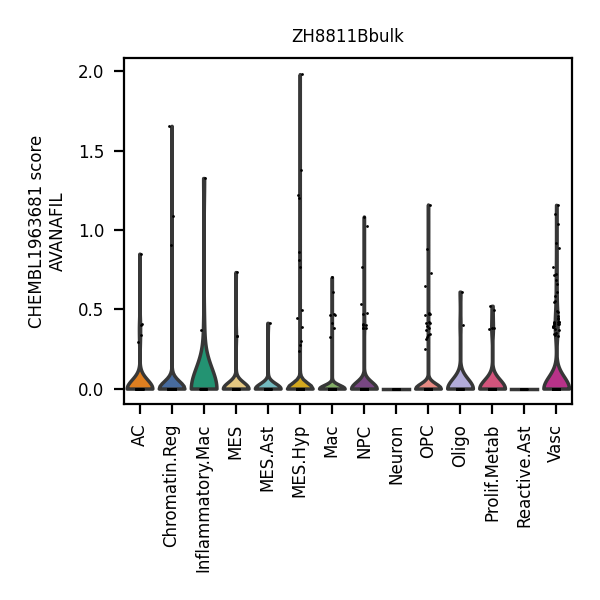 ZH8811Bbulk
CHEMBL1963681 score
AVANAFIL
2.0
1.5
1.0
0.5
0.0
AC
Chromatin.Reg
Inflammatory.Mac
MES
MES.Ast
MES.Hyp
Mac
NPC
Neuron
OPC
Oligo
Prolif.Metab
Reactive.Ast
Vasc